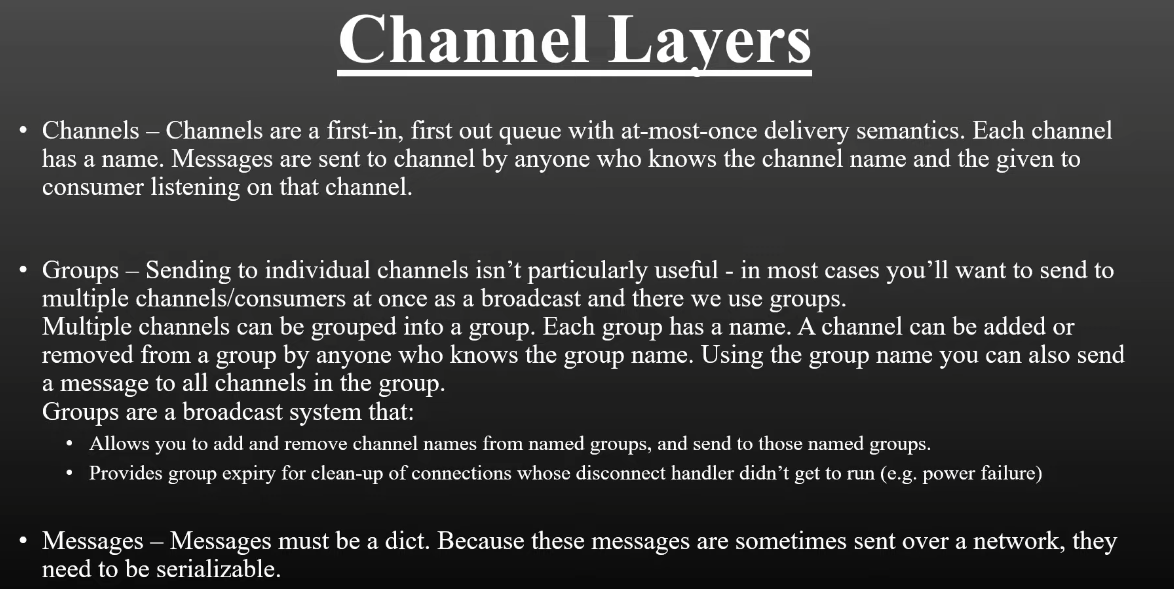 Channel Layers
• Channels – Channels are a first-in, first out queue with at-most-once delivery semantics. Each channel
has a name. Messages are sent to channel by anyone who knows the channel name and the given to
consumer listening on that channel.
• Groups – Sending to individual channels isn’t particularly useful - in most cases you’ll want to send to
multiple channels/consumers at once as a broadcast and there we use groups.
Multiple channels can be grouped into a group. Each group has a name. A channel can be added or
removed from a group by anyone who knows the group name. Using the group name you can also send
a message to all channels in the group.
Groups are a broadcast system that:
• Allows you to add and remove channel names from named groups, and send to those named groups.
• Provides group expiry for clean-up of connections whose disconnect handler didn’t get to run (e.g. power failure)
• Messages – Messages must be a dict. Because these messages are sometimes sent over a network, they
need to be serializable.